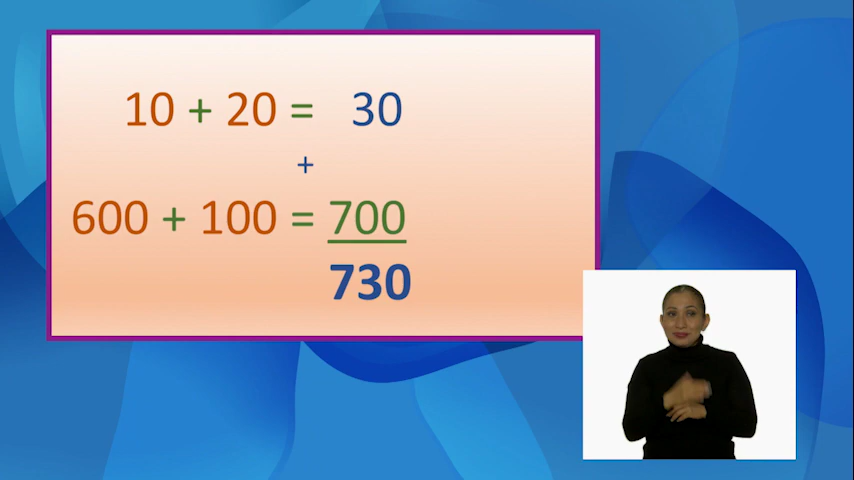 10 + 20 = 30
+
600 + 100 = 700
730